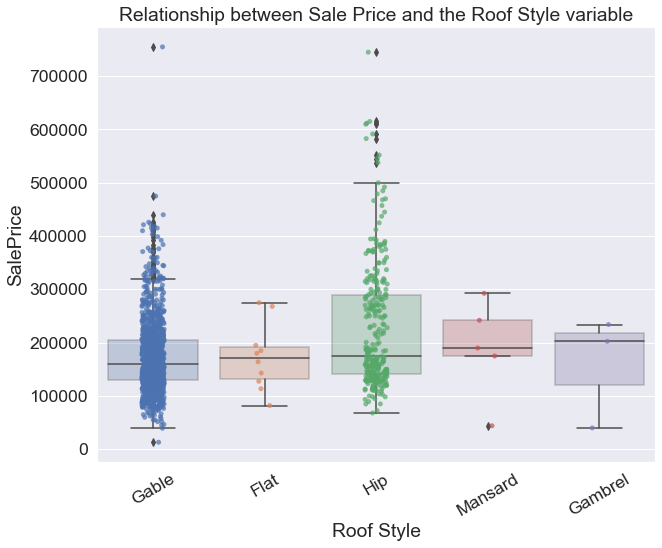 Relationship between Sale Price and the Roof Style variable
SalePrice
700000
600000
500000
400000
300000
200000
100000
0
Gable
Flat
Hip
Mansard
Gambrel
Roof Style